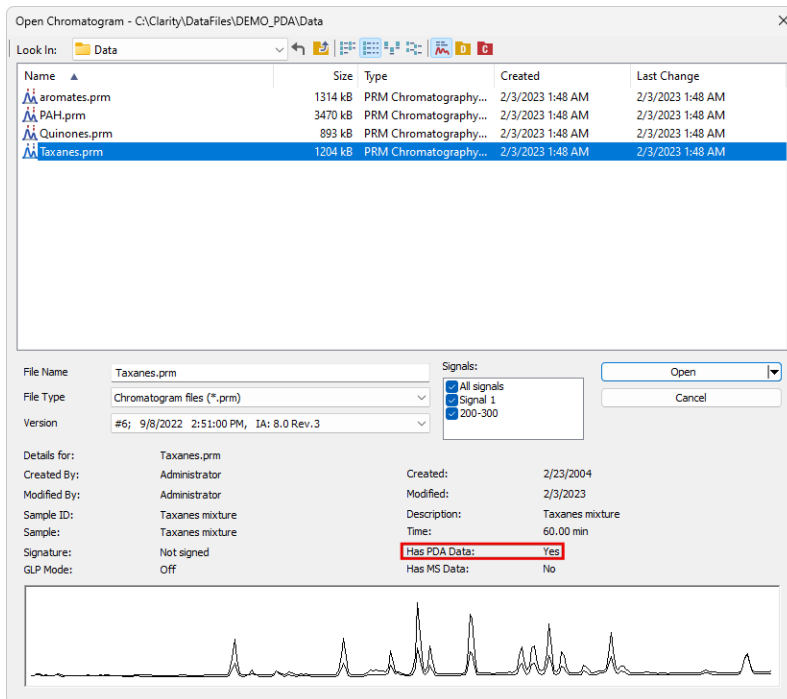 Open Chromatogram - C:\Clarity\DataFiles\DEMO_PDA\Data
Look In: Data
Name Size Type Created Last Change
aromates.prm 1314 kB PRM Chromatography... 2/3/2023 1:48 AM 2/3/2023 1:48 AM
PAH.prm 3470 kB PRM Chromatography... 2/3/2023 1:48 AM 2/3/2023 1:48 AM
Quinones.prm 893 kB PRM Chromatography... 2/3/2023 1:48 AM 2/3/2023 1:48 AM
Taxanes.prm 1204 kB PRM Chromatography... 2/3/2023 1:48 AM 2/3/2023 1:48 AM
File Name Taxanes.prm
File Type Chromatogram files (*.prm)
Version #6; 9/8/2022 2:51:00 PM, IA: 8.0 Rev.3
Signals:
All signals
Signal 1
200-300
Open
Cancel
Details for: Taxanes.prm
Created By: Administrator Created: 2/23/2004
Modified By: Administrator Modified: 2/3/2023
Sample ID: Taxanes mixture Description: Taxanes mixture
Sample: Taxanes mixture Time: 60.00 min
Signature: Not signed Has PDA Data: Yes
GLP Mode: Off Has MS Data: No